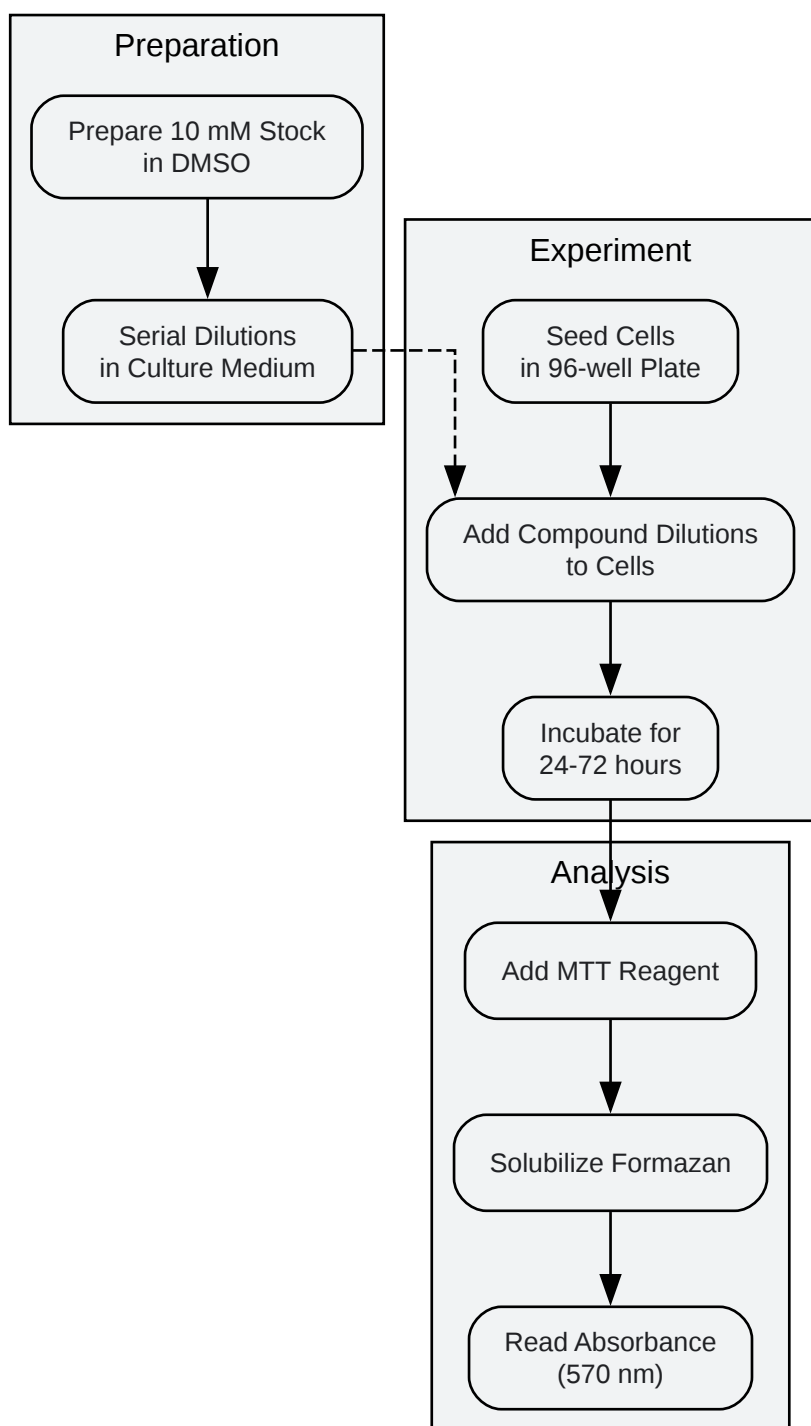 Preparation
Prepare 10 mM Stock
in DMSO
Serial Dilutions
in Culture Medium
Experiment
Seed Cells
in 96-well Plate
Add Compound Dilutions
to Cells
Incubate for
24-72 hours
Analysis
Add MTT Reagent
Solubilize Formazan
Read Absorbance
(570 nm)